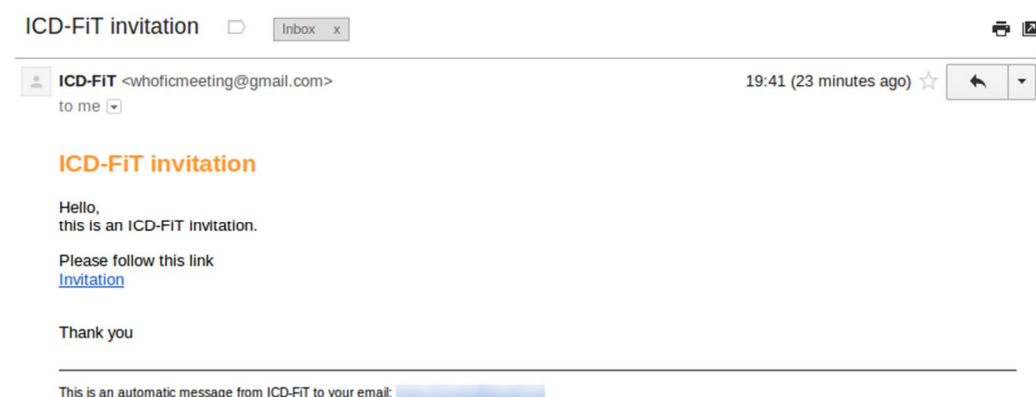 ICD-FiT invitation Inbox x
ICD-FiT <whoficmeeting@gmail.com> 19:41 (23 minutes ago)
to me
ICD-FiT invitation
Hello,
this is an ICD-FiT invitation.
Please follow this link
Invitation
Thank you
This is an automatic message from ICD-FiT to your email: